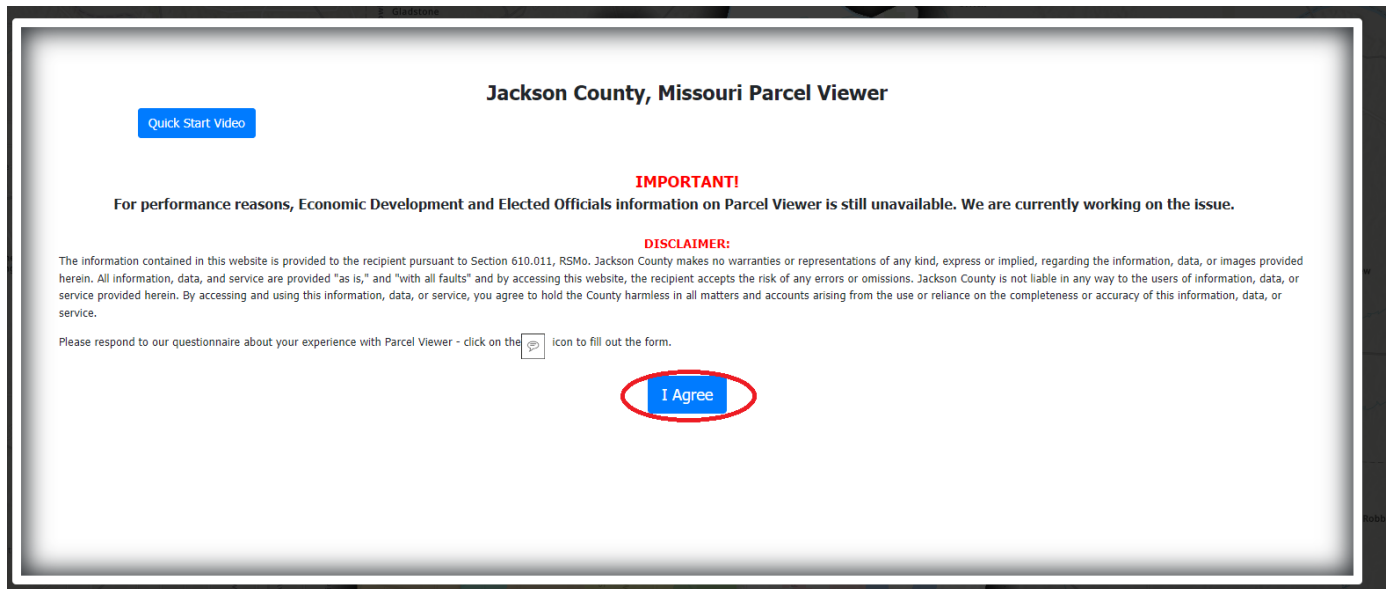 Gladstone
Jackson County, Missouri Parcel Viewer
Quick Start Video
IMPORTANT!
For performance reasons, Economic Development and Elected Officials information on Parcel Viewer is still unavailable. We are currently working on the issue.
DISCLAIMER:
The information contained in this website is provided to the recipient pursuant to Section 610.011, RSMo. Jackson County makes no warranties or representations of any kind, express or implied, regarding the information, data, or images provided
herein. All information, data, and service are provided "as is," and "with all faults" and by accessing this website, the recipient accepts the risk of any errors or omissions. Jackson County is not liable in any way to the users of information, data, or
service provided herein. By accessing and using this information, data, or service, you agree to hold the County harmless in all matters and accounts arising from the use or reliance on the completeness or accuracy of this information, data, or
service.
Please respond to our questionnaire about your experience with Parcel Viewer - click on the icon to fill out the form.
I Agree
Robb